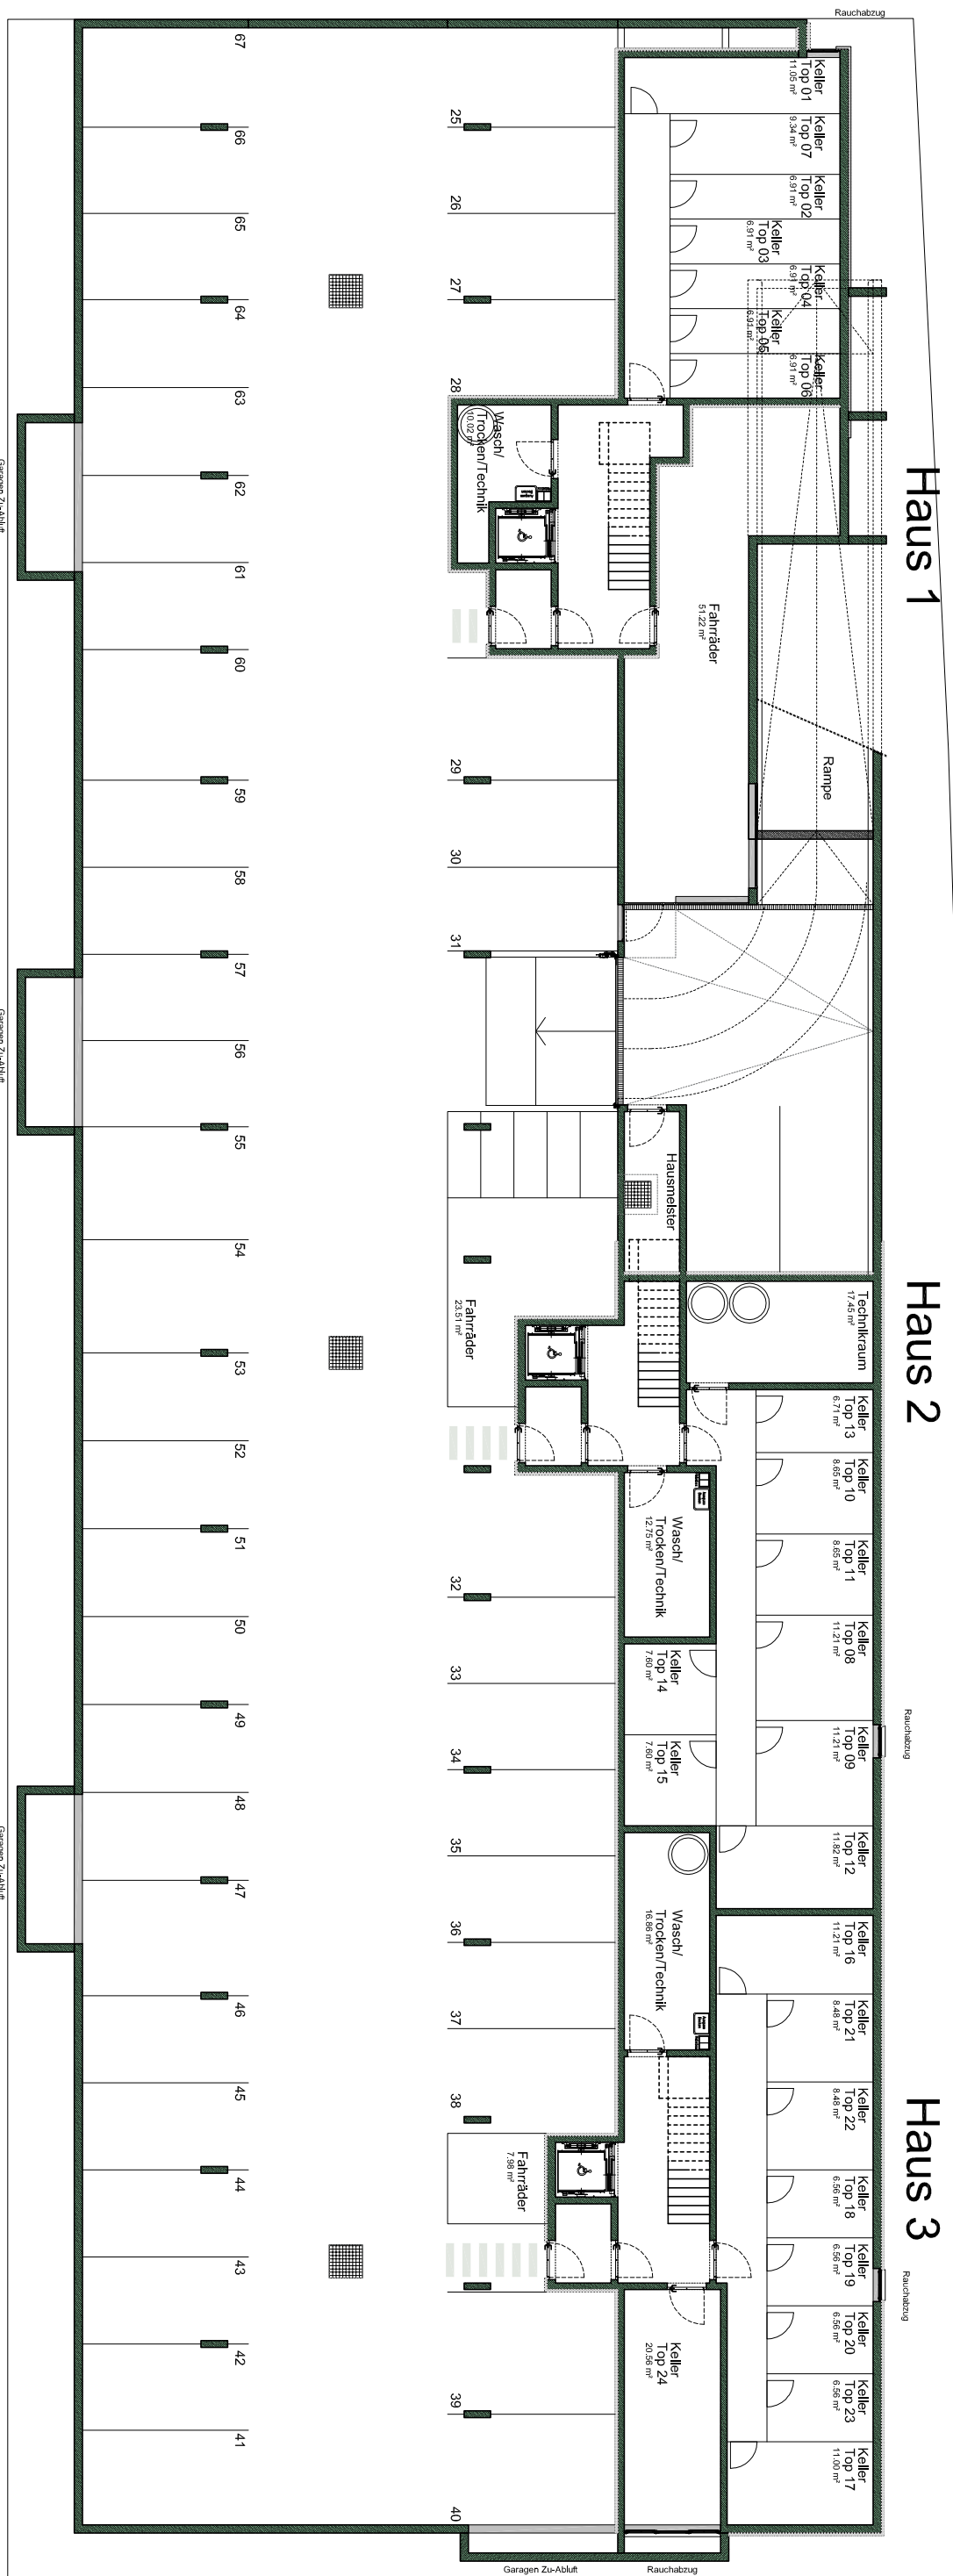 Rauchabzug
Haus 1
Haus 2
Haus 3
Keller
Top 01
11.05 m²
Keller
Top 07
9.34 m²
Keller
Top 02
6.91 m²
Keller
Top 03
6.91 m²
Keller
Top 04
6.91 m²
Keller
Top 05
6.91 m²
Keller
Top 06
6.91 m²
Wasch/
Trocken/Technik
10.02 m²
Fahrräder
51.22 m²
Rampe
Hausmeister
Technikraum
17.45 m²
Fahrräder
23.51 m²
Keller
Top 13
6.71 m²
Keller
Top 10
8.65 m²
Keller
Top 11
8.65 m²
Keller
Top 08
11.21 m²
Keller
Top 09
11.21 m²
Keller
Top 12
11.82 m²
Rauchabzug
Wasch/
Trocken/Technik
12.75 m²
Keller
Top 14
7.60 m²
Keller
Top 15
7.60 m²
Wasch/
Trocken/Technik
16.86 m²
Keller
Top 16
11.21 m²
Keller
Top 21
8.48 m²
Keller
Top 22
8.48 m²
Keller
Top 18
6.56 m²
Keller
Top 19
6.56 m²
Keller
Top 20
6.56 m²
Keller
Top 23
6.56 m²
Keller
Top 17
11.00 m²
Rauchabzug
Fahrräder
7.98 m²
Keller
Top 24
20.56 m²
25
26
27
28
29
30
31
32
33
34
35
36
37
38
39
40
67
66
65
64
63
62
61
60
59
58
57
56
55
54
53
52
51
50
49
48
47
46
45
44
43
42
41
Garagen Zu-Abluft
Garagen Zu-Abluft
Garagen Zu-Abluft
Garagen Zu-Abluft
Rauchabzug